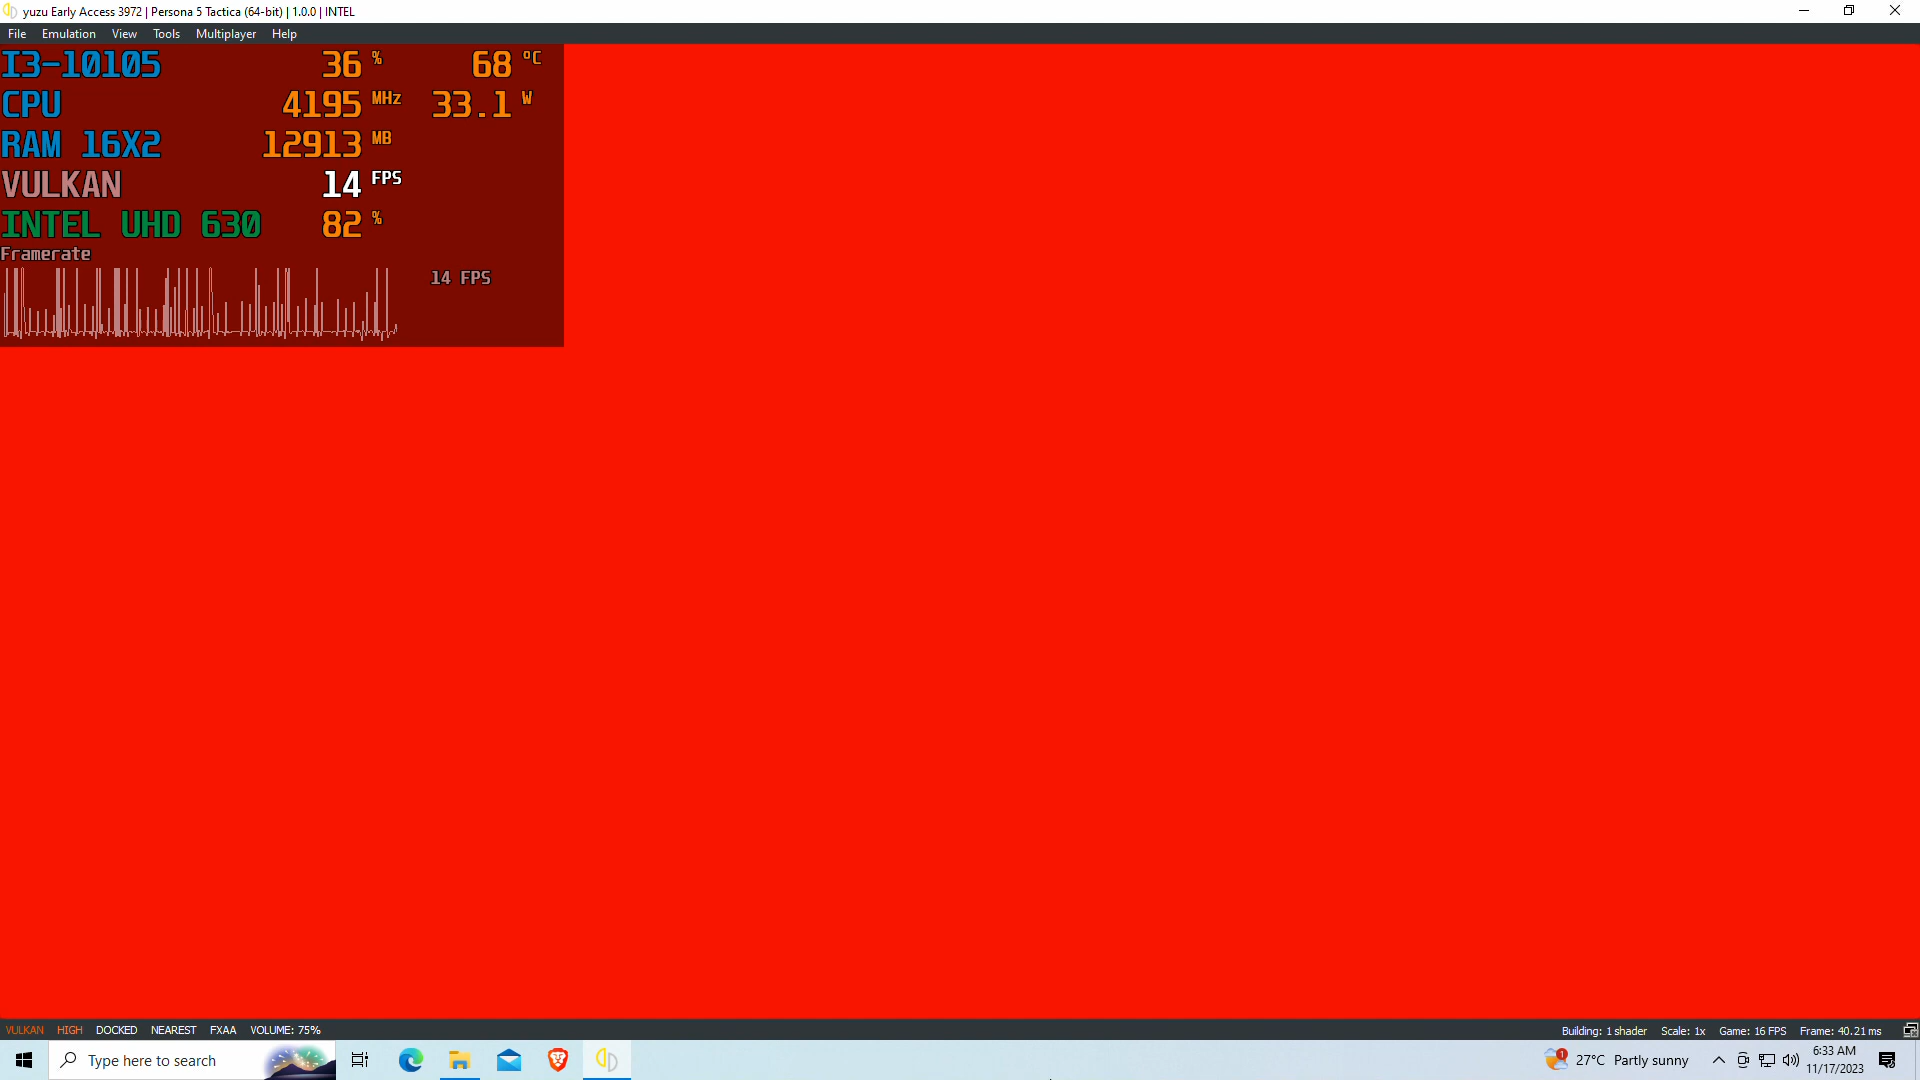 yuzu Early Access 3972 | Persona 5 Tactica (64-bit) | 1.0.0 | INTEL
File Emulation View Tools Multiplayer Help
I3-10105 36 % 68 °C
CPU 4195 MHz 33.1 W
RAM 16X2 12913 MB
VULKAN 14 FPS
INTEL UHD 630 82 %
Framerate
14 FPS
VULKAN HIGH DOCKED NEAREST FXAA VOLUME: 75% Building: 1 shader Scale: 1x Game: 16 FPS Frame: 40.21 ms
Type here to search 1 27°C Partly sunny 6:33 AM
11/17/2023